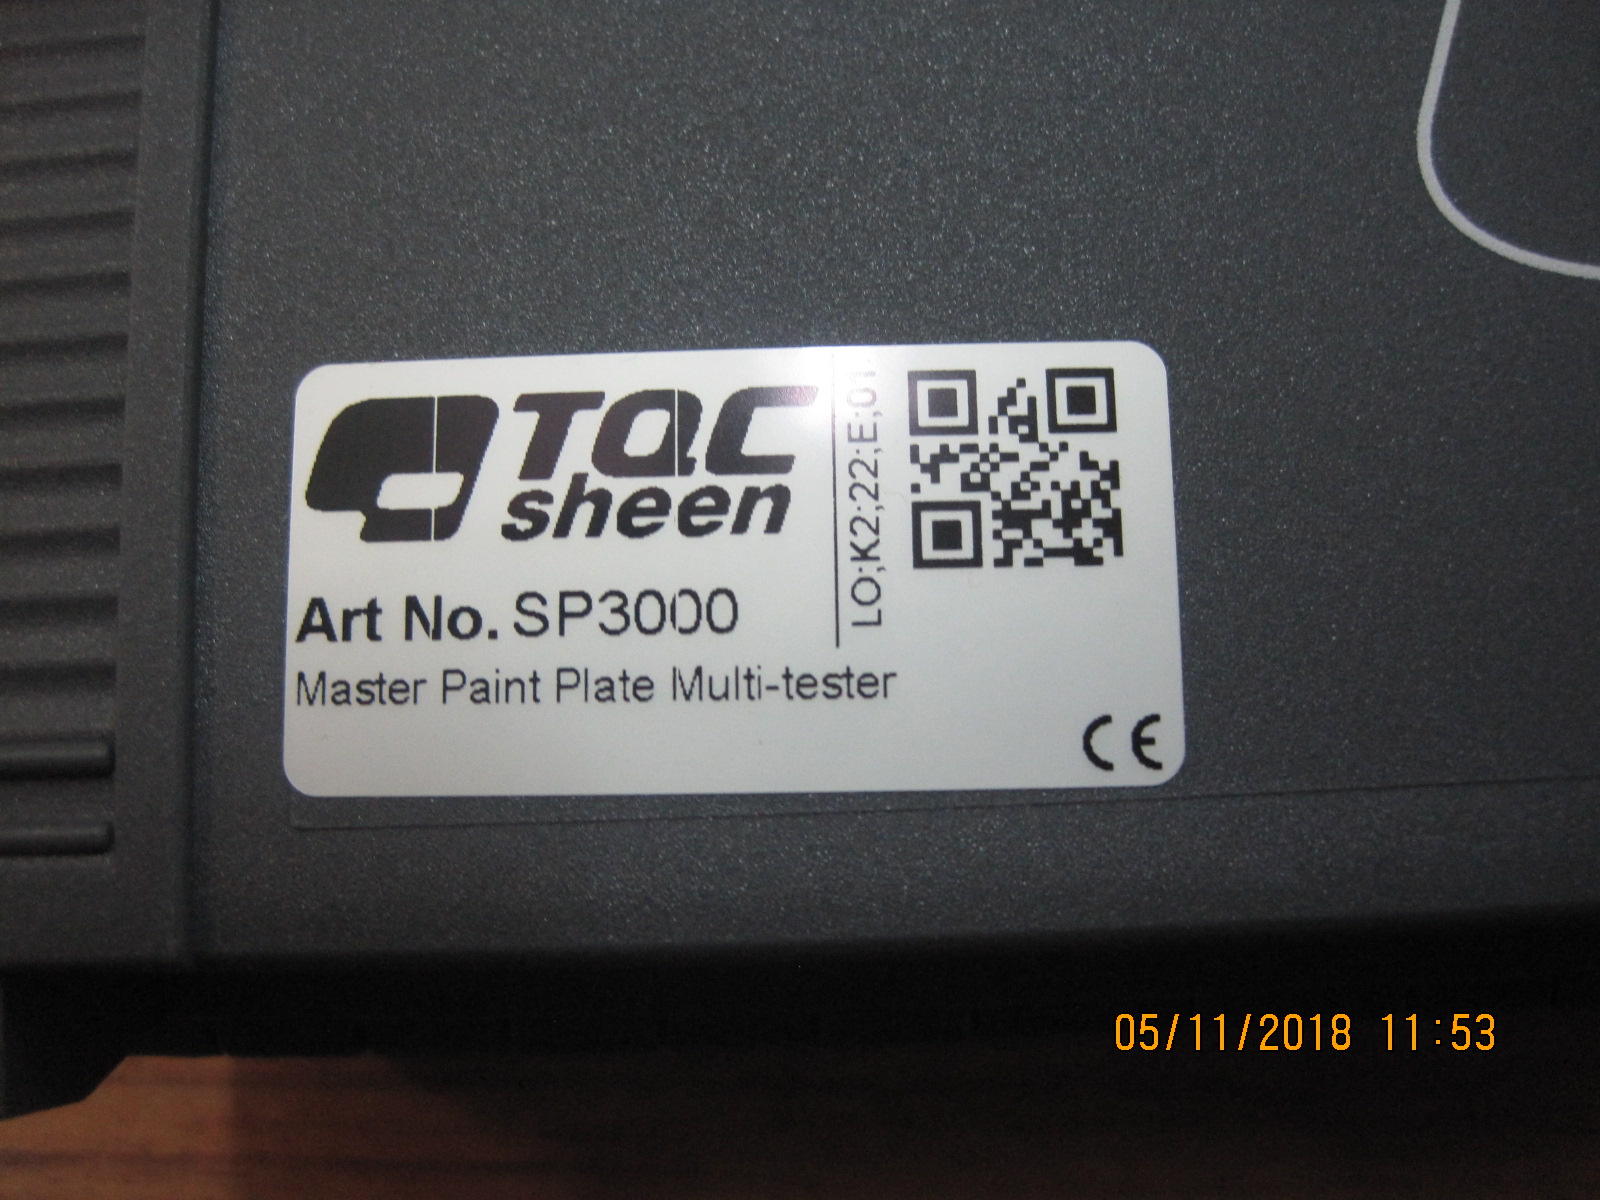 TQC
sheen
LO;K2;22;E;01
Art No. SP3000
Master Paint Plate Multi-tester
CE
05/11/2018 11:53